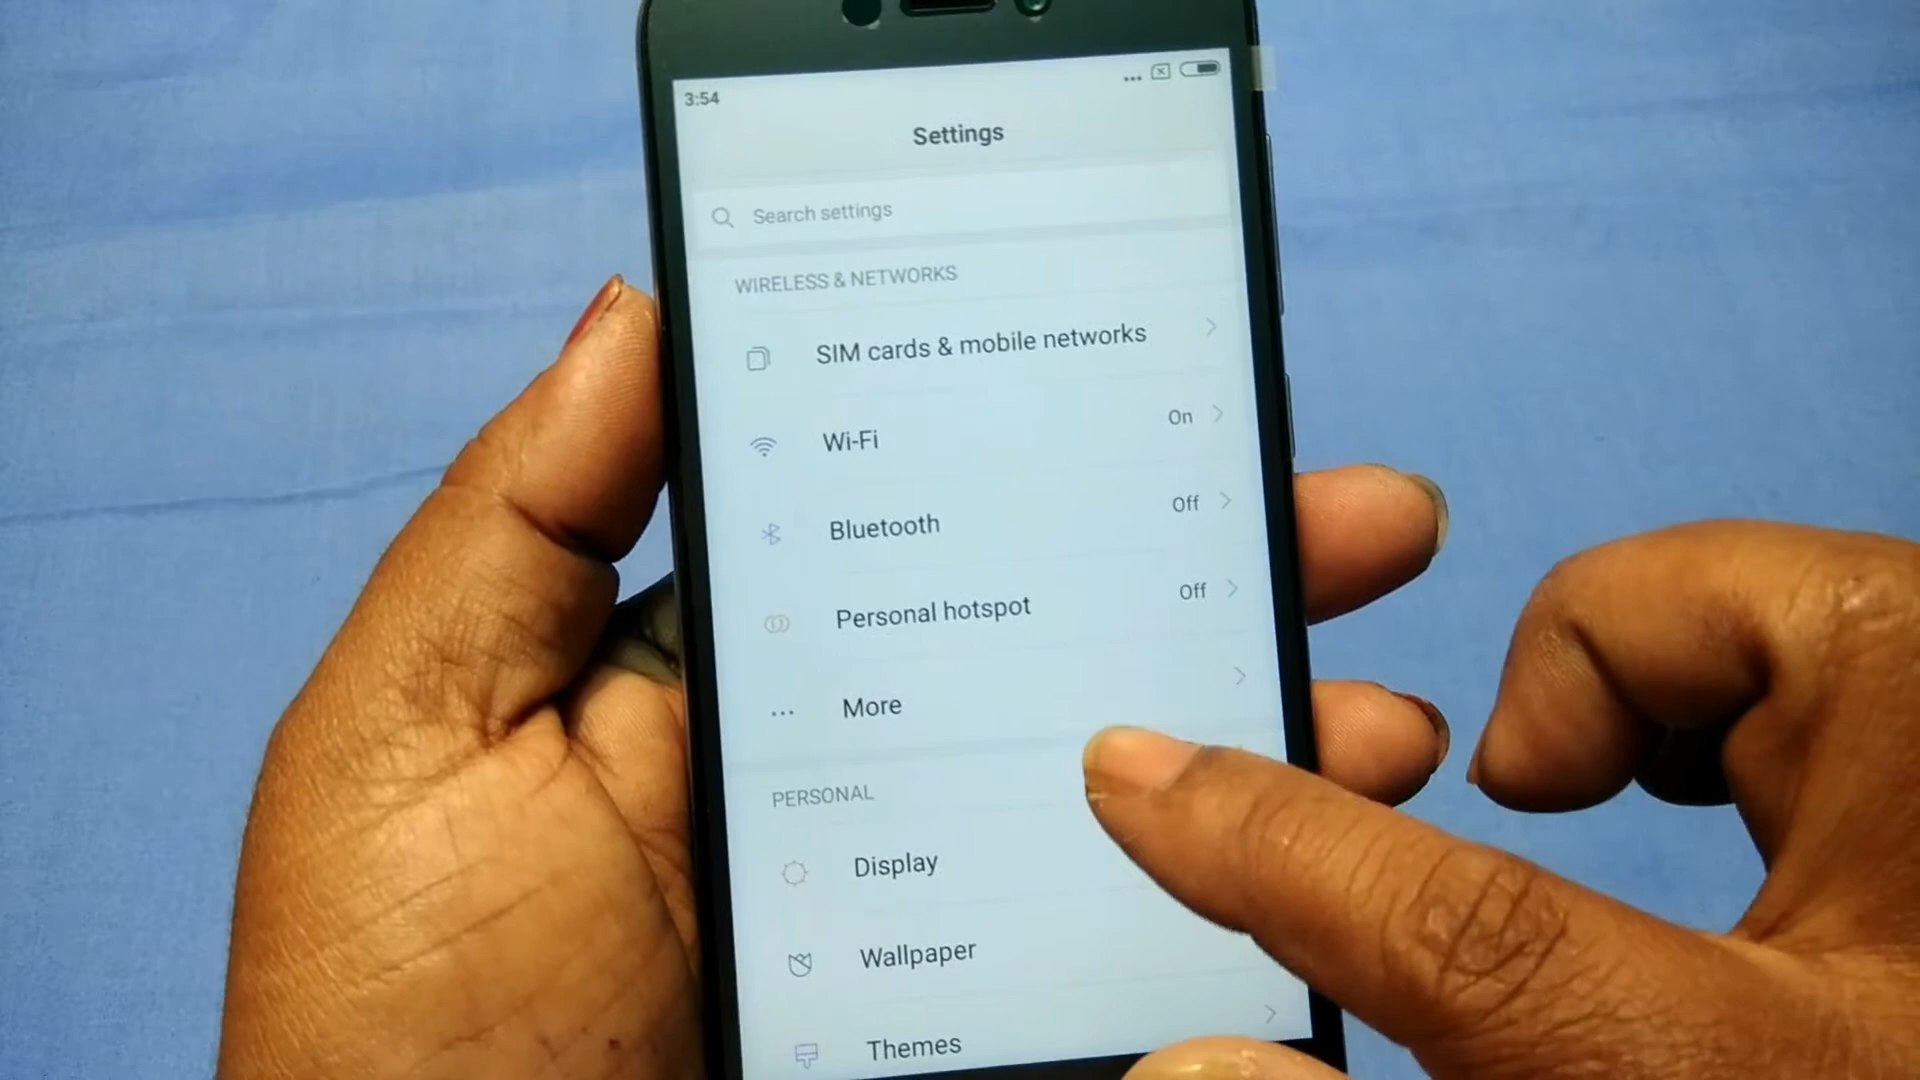 3:54
Settings
Search settings
WIRELESS & NETWORKS
SIM cards & mobile networks
Wi-Fi On
Bluetooth Off
Personal hotspot Off
More
PERSONAL
Display
Wallpaper
Themes